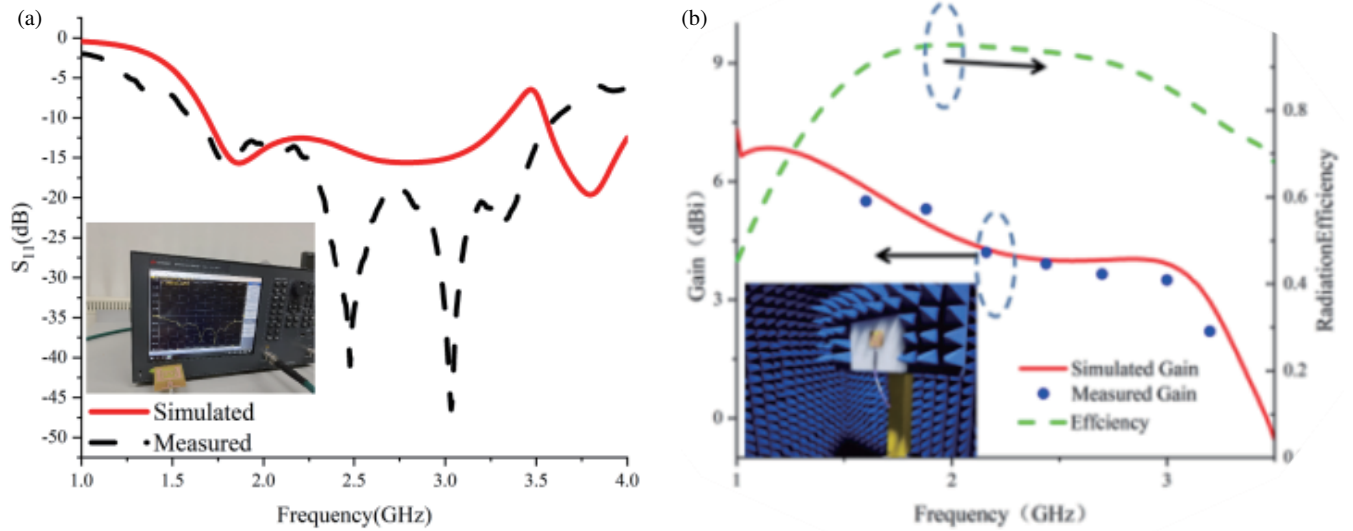 (a)
0
-5
-10
-15
-20
-25
-30
-35
-40
-45
-50
S11(dB)
Simulated
Measured
1.0 1.5 2.0 2.5 3.0 3.5 4.0
Frequency(GHz)
(b)
9
6
3
0
Gain（dBi）
0.8
0.6
0.4
0.2
0
RadiationEfficiency
Simulated Gain
Measured Gain
Effciency
1 2 3
Frequency（GHz）